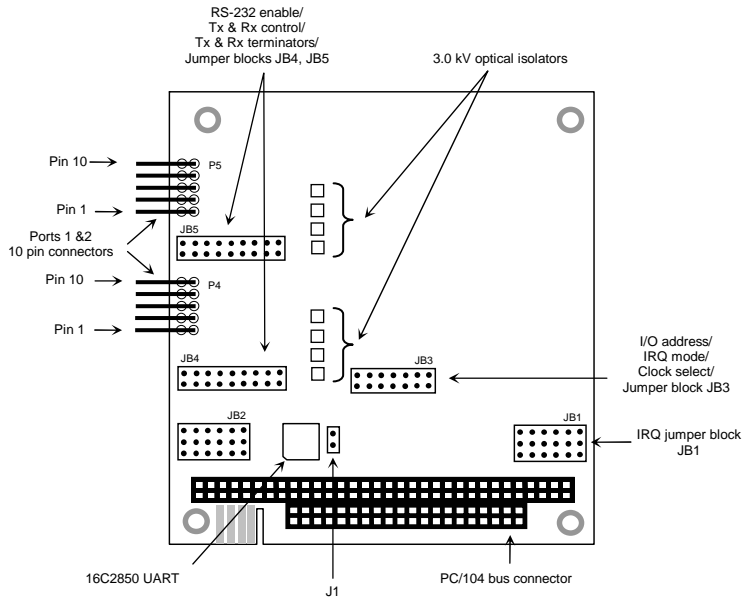 RS-232 enable/
Tx & Rx control/
Tx & Rx terminators/
Jumper blocks JB4, JB5
3.0 kV optical isolators
Pin 10
P5
Pin 1
JB5
Ports 1 &2
10 pin connectors
Pin 10
P4
Pin 1
I/O address/
IRQ mode/
Clock select/
Jumper block JB3
JB4
JB3
JB2
JB1
IRQ jumper block
JB1
16C2850 UART
J1
PC/104 bus connector